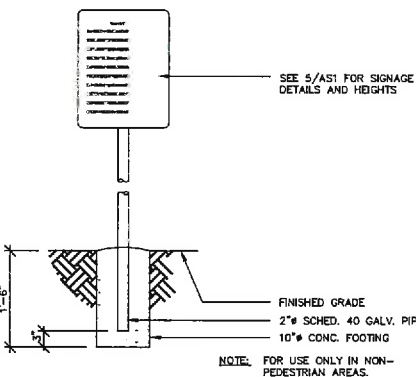 SEE 5/AS1 FOR SIGNAGE
DETAILS AND HEIGHTS
1'-6"
3"
FINISHED GRADE
2"ø SCHED. 40 GALV. PIP
10"ø CONC. FOOTING
NOTE: FOR USE ONLY IN NON-
PEDESTRIAN AREAS.